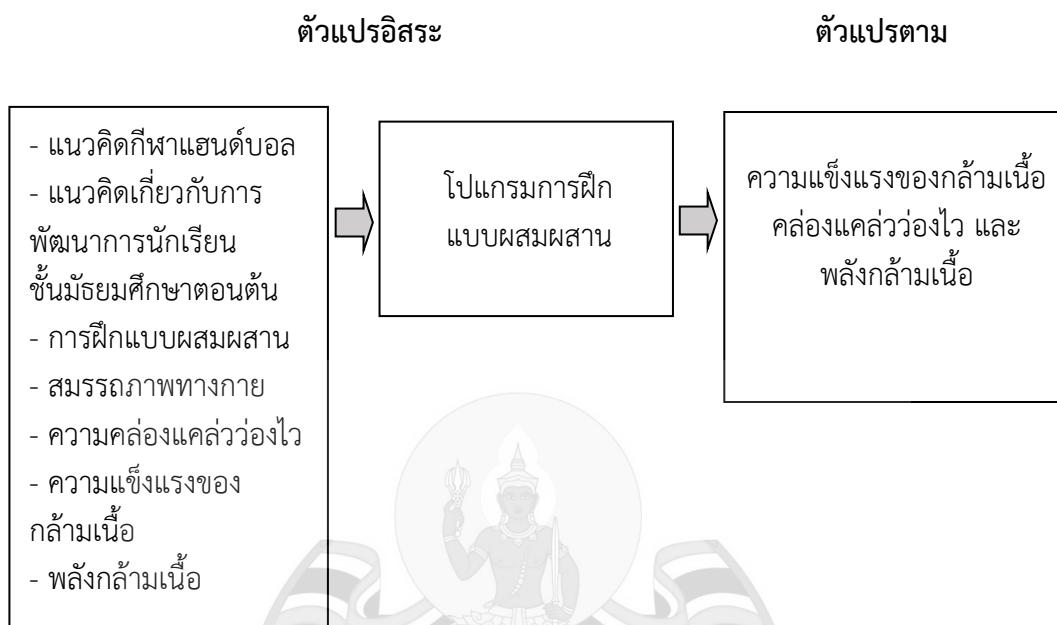 ตัวแปรอิสระ
ตัวแปรตาม
- แนวคิดกีฬาแฮนด์บอล
- แนวคิดเกี่ยวกับการ
พัฒนาการนักเรียน
ชั้นมัธยมศึกษาตอนต้น
- การฝึกแบบผสมผสาน
- สมรรถภาพทางกาย
- ความคล่องแคล่วว่องไว
- ความแข็งแรงของ
กล้ามเนื้อ
- พลังกล้ามเนื้อ
โปแกรมการฝึก
แบบผสมผสาน
ความแข็งแรงของกล้ามเนื้อ
คล่องแคล่วว่องไว และ
พลังกล้ามเนื้อ